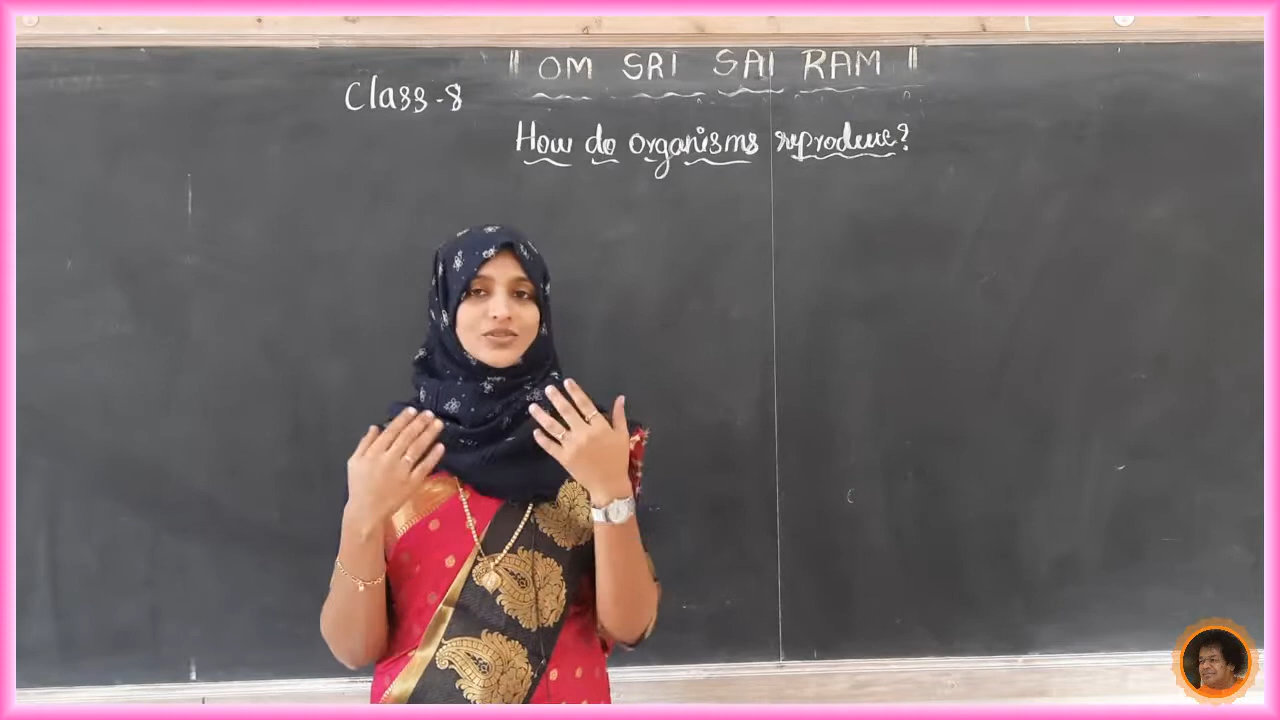 ॥ OM SRI SAI RAM ॥
Class-8
How do organisms reproduce?